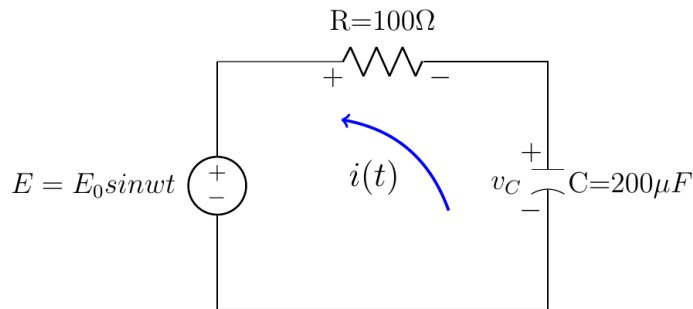 R=100Ω
+ −
+
E = E₀sinwt
+
−
i(t)
v_C
C=200μF
−